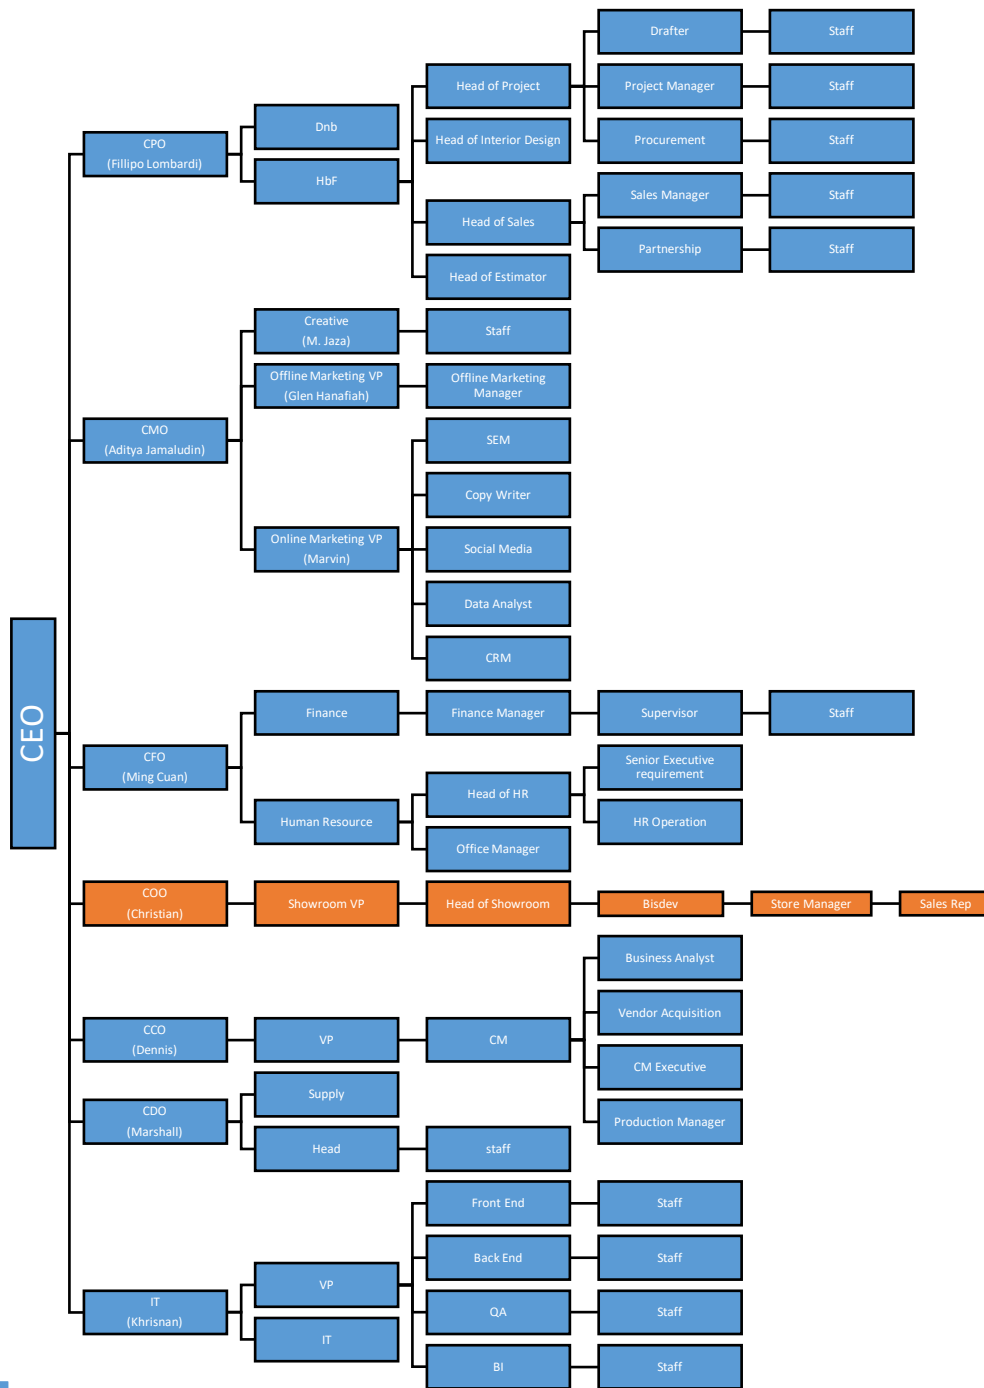 CEO
CPO
(Fillipo Lombardi)
Dnb
HbF
Head of Project
Drafter
Staff
Project Manager
Staff
Procurement
Staff
Head of Interior Design
Head of Sales
Sales Manager
Staff
Partnership
Staff
Head of Estimator
CMO
(Aditya Jamaludin)
Creative
(M. Jaza)
Staff
Offline Marketing VP
(Glen Hanafiah)
Offline Marketing
Manager
Online Marketing VP
(Marvin)
SEM
Copy Writer
Social Media
Data Analyst
CRM
CFO
(Ming Cuan)
Finance
Finance Manager
Supervisor
Staff
Human Resource
Head of HR
Senior Executive
requirement
HR Operation
Office Manager
COO
(Christian)
Showroom VP
Head of Showroom
Bisdev
Store Manager
Sales Rep
CCO
(Dennis)
VP
CM
Business Analyst
Vendor Acquisition
CM Executive
Production Manager
CDO
(Marshall)
Supply
Head
staff
IT
(Khrisnan)
VP
Front End
Staff
Back End
Staff
QA
Staff
BI
Staff
IT